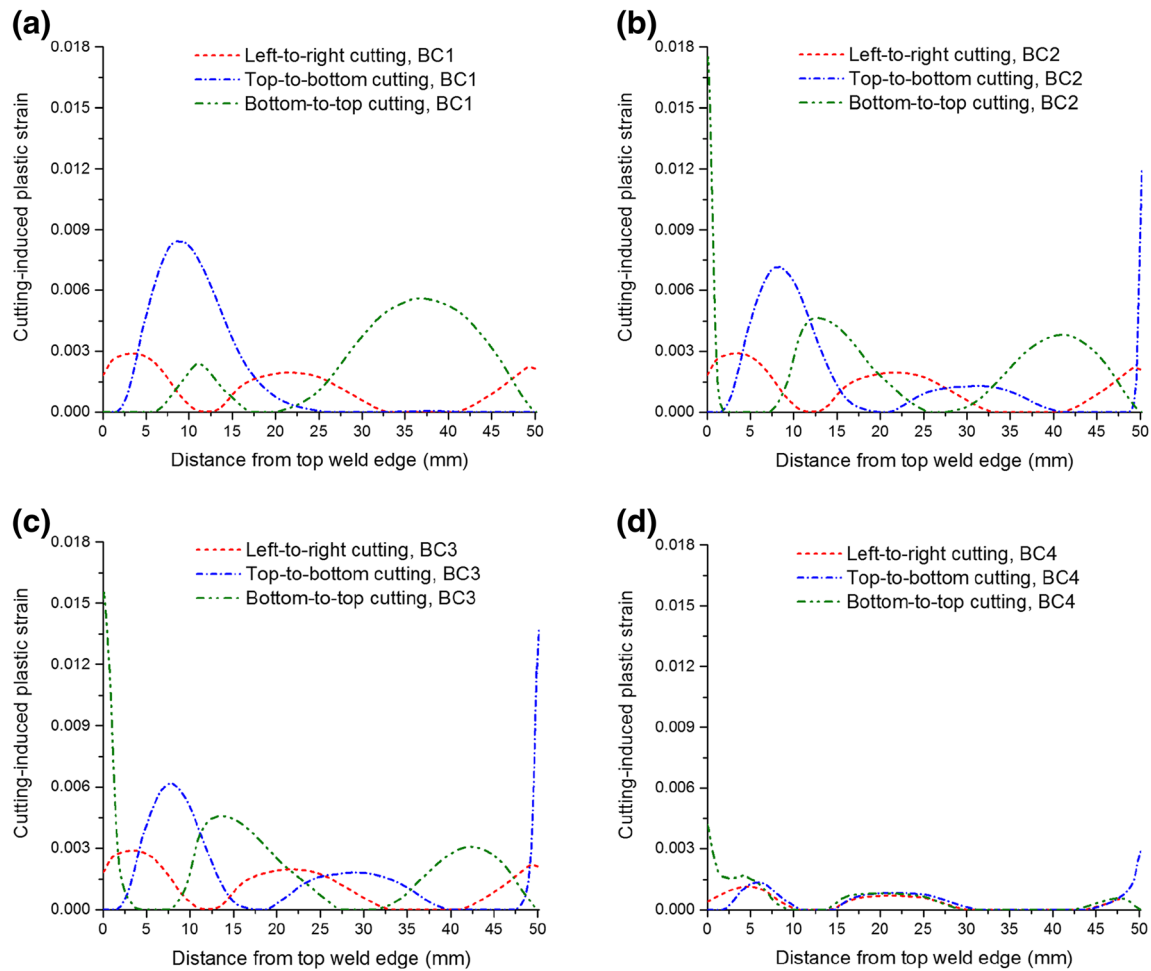 (a)
Left-to-right cutting, BC1
Top-to-bottom cutting, BC1
Bottom-to-top cutting, BC1
Cutting-induced plastic strain
0.018
0.015
0.012
0.009
0.006
0.003
0.000
0 5 10 15 20 25 30 35 40 45 50
Distance from top weld edge (mm)
(b)
Left-to-right cutting, BC2
Top-to-bottom cutting, BC2
Bottom-to-top cutting, BC2
Cutting-induced plastic strain
0.018
0.015
0.012
0.009
0.006
0.003
0.000
0 5 10 15 20 25 30 35 40 45 50
Distance from top weld edge (mm)
(c)
Left-to-right cutting, BC3
Top-to-bottom cutting, BC3
Bottom-to-top cutting, BC3
Cutting-induced plastic strain
0.018
0.015
0.012
0.009
0.006
0.003
0.000
0 5 10 15 20 25 30 35 40 45 50
Distance from top weld edge (mm)
(d)
Left-to-right cutting, BC4
Top-to-bottom cutting, BC4
Bottom-to-top cutting, BC4
Cutting-induced plastic strain
0.018
0.015
0.012
0.009
0.006
0.003
0.000
0 5 10 15 20 25 30 35 40 45 50
Distance from top weld edge (mm)